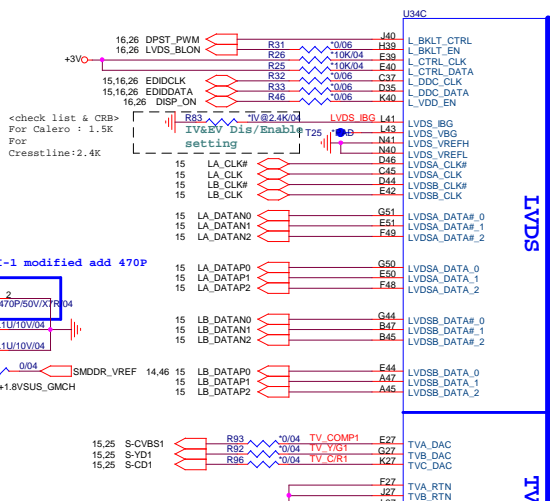 U34C
16,26 DPST_PWM J40 L_BKLT_CTRL
16,26 LVDS_BLON R31 *0/06 H39 L_BKLT_EN
+3V R26 *10K/04 E39 L_CTRL_CLK
R25 *10K/04 E40 L_CTRL_DATA
15,16,26 EDIDCLK R32 *0/06 C37 L_DDC_CLK
15,16,26 EDIDDATA R33 *0/06 D35 L_DDC_DATA
16,26 DISP_ON R46 *0/06 K40 L_VDD_EN
<check list & CRB>
For Calero : 1.5K
For
Cresstline:2.4K
R83 *IV@2.4K/04 LVDS_IBG L41 LVDS_IBG
IV&EV Dis/Enable
setting
T25 L43 LVDS_VBG
N41 LVDS_VREFH
N40 LVDS_VREFL
15 LA_CLK# D46 LVDSA_CLK#
15 LA_CLK C45 LVDSA_CLK
15 LB_CLK# D44 LVDSB_CLK#
15 LB_CLK E42 LVDSB_CLK
LVDS
15 LA_DATAN0 G51 LVDSA_DATA#_0
15 LA_DATAN1 E51 LVDSA_DATA#_1
15 LA_DATAN2 F49 LVDSA_DATA#_2
-1 modified add 470P
15 LA_DATAP0 G50 LVDSA_DATA_0
15 LA_DATAP1 E50 LVDSA_DATA_1
15 LA_DATAP2 F48 LVDSA_DATA_2
2
470P/50V/X7R/04
15 LB_DATAN0 G44 LVDSB_DATA#_0
15 LB_DATAN1 B47 LVDSB_DATA#_1
15 LB_DATAN2 B45 LVDSB_DATA#_2
.1U/10V/04
.1U/10V/04
0/04 SMDDR_VREF 14,46
+1.8VSUS_GMCH
15 LB_DATAP0 E44 LVDSB_DATA_0
15 LB_DATAP1 A47 LVDSB_DATA_1
15 LB_DATAP2 A45 LVDSB_DATA_2
15,25 S-CVBS1 R93 *0/04 TV_COMP1 E27 TVA_DAC
15,25 S-YD1 R92 *0/04 TV_Y/G1 G27 TVB_DAC
15,25 S-CD1 R96 *0/04 TV_C/R1 K27 TVC_DAC
F27 TVA_RTN
J27 TVB_RTN
TV